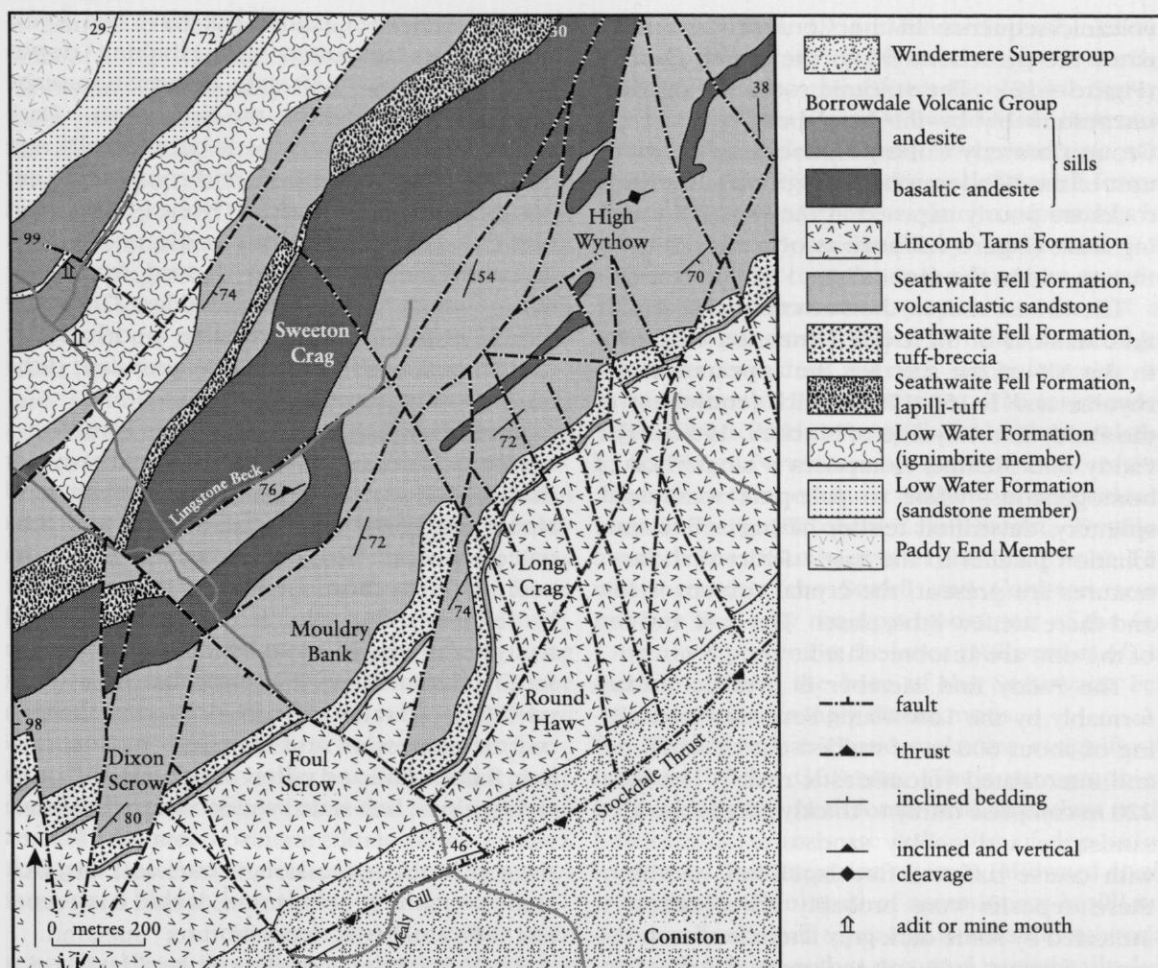 29
72
30
38
99
High
Wythow
54
70
74
Sweeton
Crag
Lingstone Beck
76
72
72
Long
Crag
74
Mouldry
Bank
Round
Haw
98
Dixon
Scrow
Foul
Scrow
Stockdale Thrust
80
N
46
0 metres 200
Mealy Gill
Coniston
Windermere Supergroup
Borrowdale Volcanic Group
andesite
basaltic andesite
sills
Lincomb Tarns Formation
Seathwaite Fell Formation,
volcaniclastic sandstone
Seathwaite Fell Formation,
tuff-breccia
Seathwaite Fell Formation,
lapilli-tuff
Low Water Formation
(ignimbrite member)
Low Water Formation
(sandstone member)
Paddy End Member
fault
thrust
inclined bedding
inclined and vertical
cleavage
adit or mine mouth